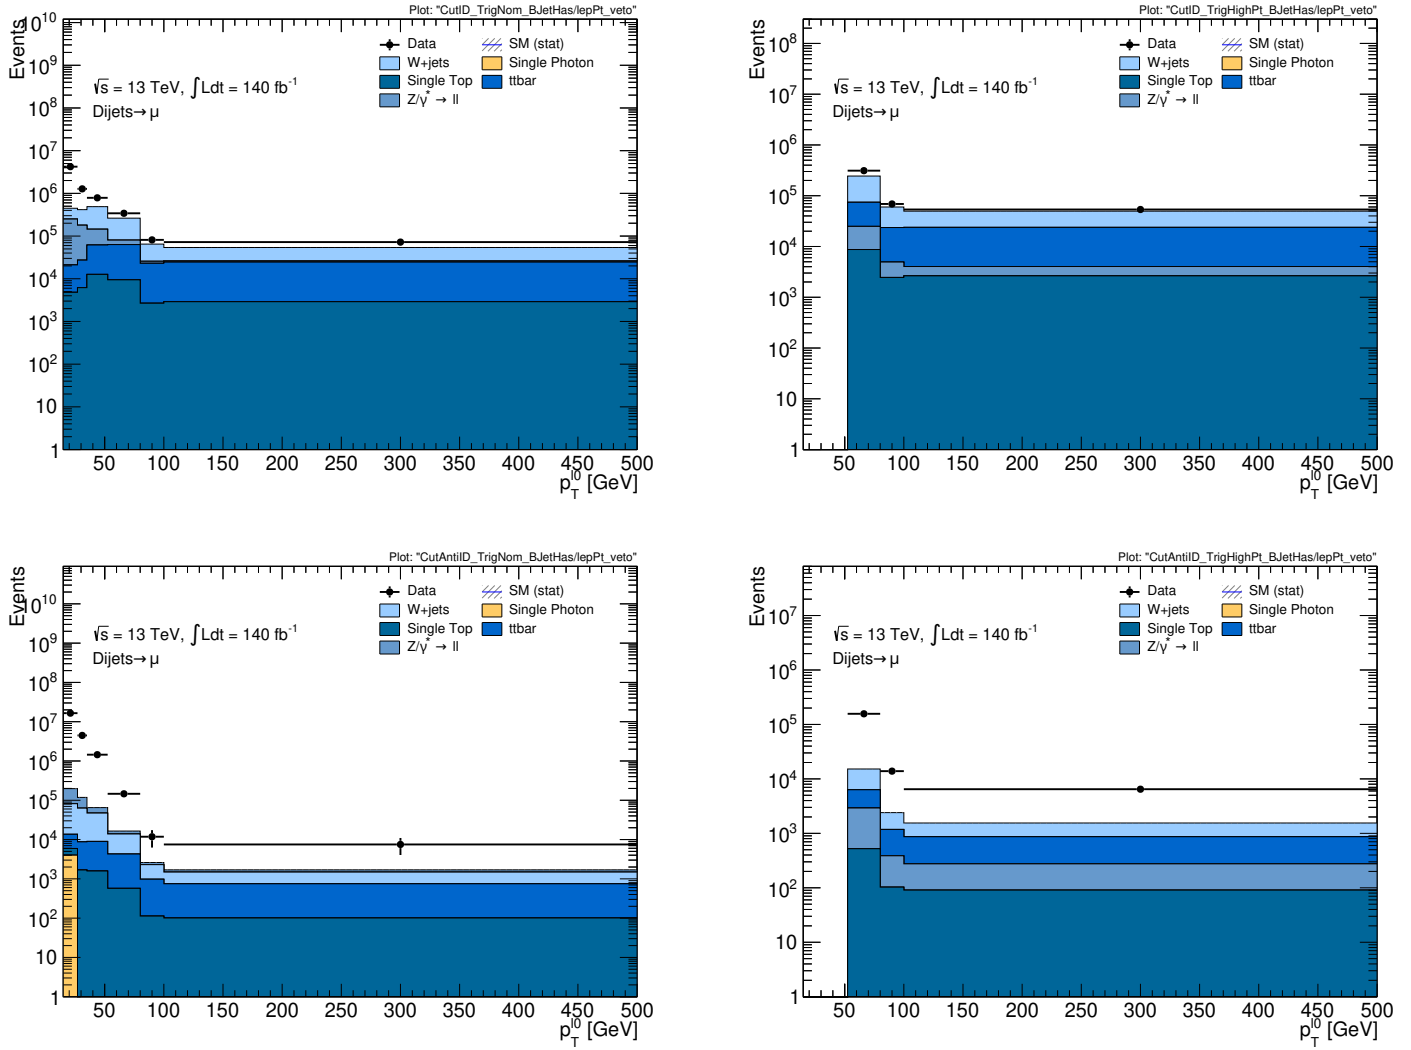 Plot: "CutID_TrigNom_BJetHas/lepPt_veto"
Events
10^10
10^9
10^8
10^7
10^6
10^5
10^4
10^3
10^2
10
1
Data
SM (stat)
W+jets
Single Photon
Single Top
ttbar
Z/γ* → ll
√s = 13 TeV, ∫Ldt = 140 fb^-1
Dijets→μ
50 100 150 200 250 300 350 400 450 500
p_T^l0 [GeV]
Plot: "CutID_TrigHighPt_BJetHas/lepPt_veto"
Events
10^8
10^7
10^6
10^5
10^4
10^3
10^2
10
1
Data
SM (stat)
W+jets
Single Photon
Single Top
ttbar
Z/γ* → ll
√s = 13 TeV, ∫Ldt = 140 fb^-1
Dijets→μ
50 100 150 200 250 300 350 400 450 500
p_T^l0 [GeV]
Plot: "CutAntiID_TrigNom_BJetHas/lepPt_veto"
Events
10^10
10^9
10^8
10^7
10^6
10^5
10^4
10^3
10^2
10
1
Data
SM (stat)
W+jets
Single Photon
Single Top
ttbar
Z/γ* → ll
√s = 13 TeV, ∫Ldt = 140 fb^-1
Dijets→μ
50 100 150 200 250 300 350 400 450 500
p_T^l0 [GeV]
Plot: "CutAntiID_TrigHighPt_BJetHas/lepPt_veto"
Events
10^7
10^6
10^5
10^4
10^3
10^2
10
1
Data
SM (stat)
W+jets
Single Photon
Single Top
ttbar
Z/γ* → ll
√s = 13 TeV, ∫Ldt = 140 fb^-1
Dijets→μ
50 100 150 200 250 300 350 400 450 500
p_T^l0 [GeV]